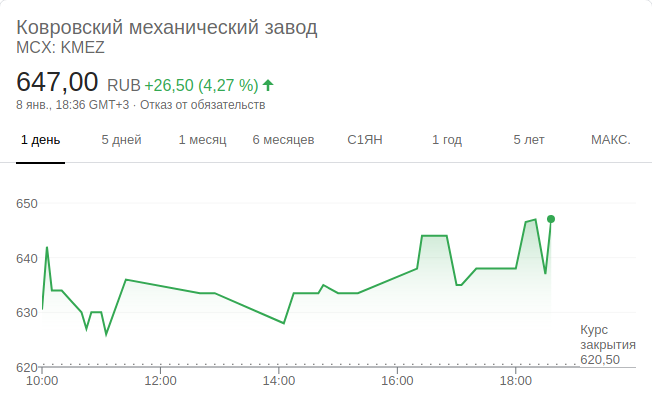 Ковровский механический завод
MCX: KMEZ
647,00 RUB +26,50 (4,27 %)
8 янв., 18:36 GMT+3 · Отказ от обязательств
1 день 5 дней 1 месяц 6 месяцев С1ЯН 1 год 5 лет МАКС.
650
640
630
Курс
закрытия
620,50
620
10:00 12:00 14:00 16:00 18:00